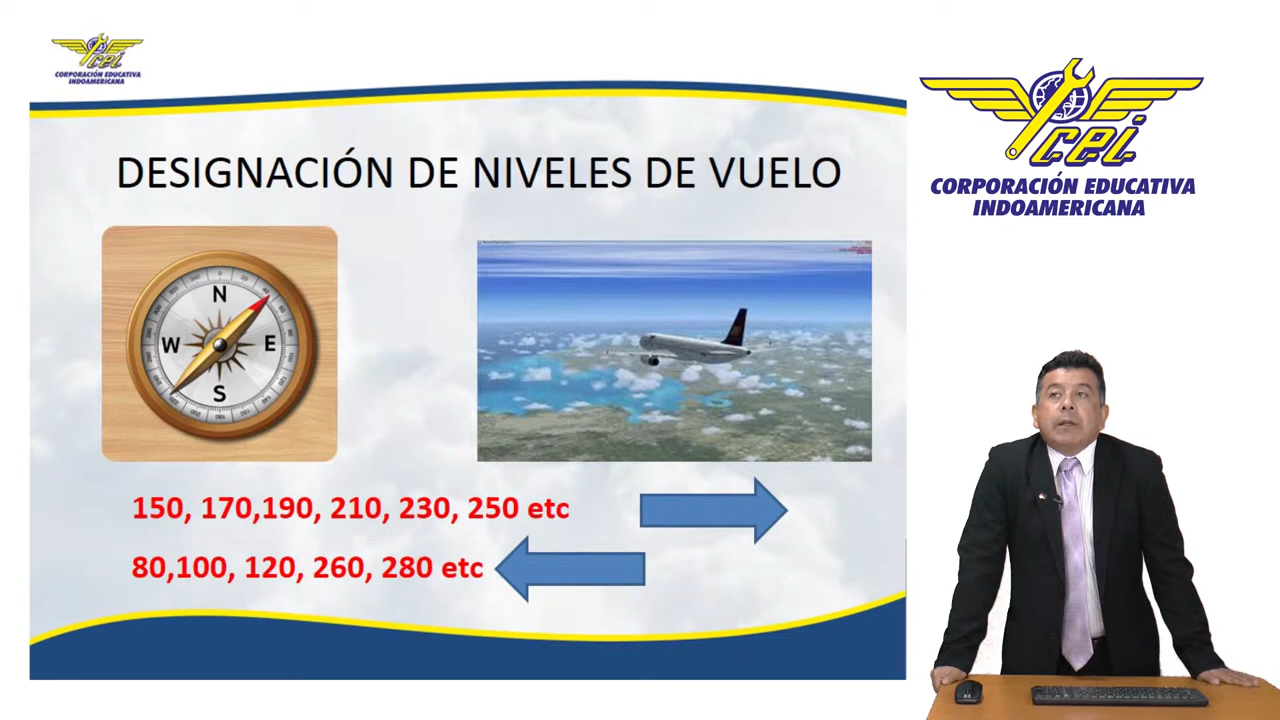 cei
CORPORACIÓN EDUCATIVA
INDOAMERICANA
DESIGNACIÓN DE NIVELES DE VUELO
N
W
E
S
150, 170,190, 210, 230, 250 etc
80,100, 120, 260, 280 etc
cei
CORPORACIÓN EDUCATIVA
INDOAMERICANA